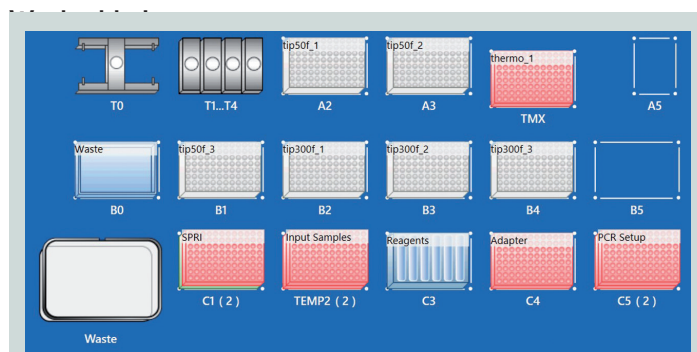 tip50f_1 tip50f_2
thermo_1
T0 T1...T4 A2 A3 TMX A5
Waste tip50f_3 tip300f_1 tip300f_2 tip300f_3
B0 B1 B2 B3 B4 B5
SPRI Input Samples Reagents Adapter PCR Setup
C1 ( 2 ) TEMP2 ( 2 ) C3 C4 C5 ( 2 )
Waste